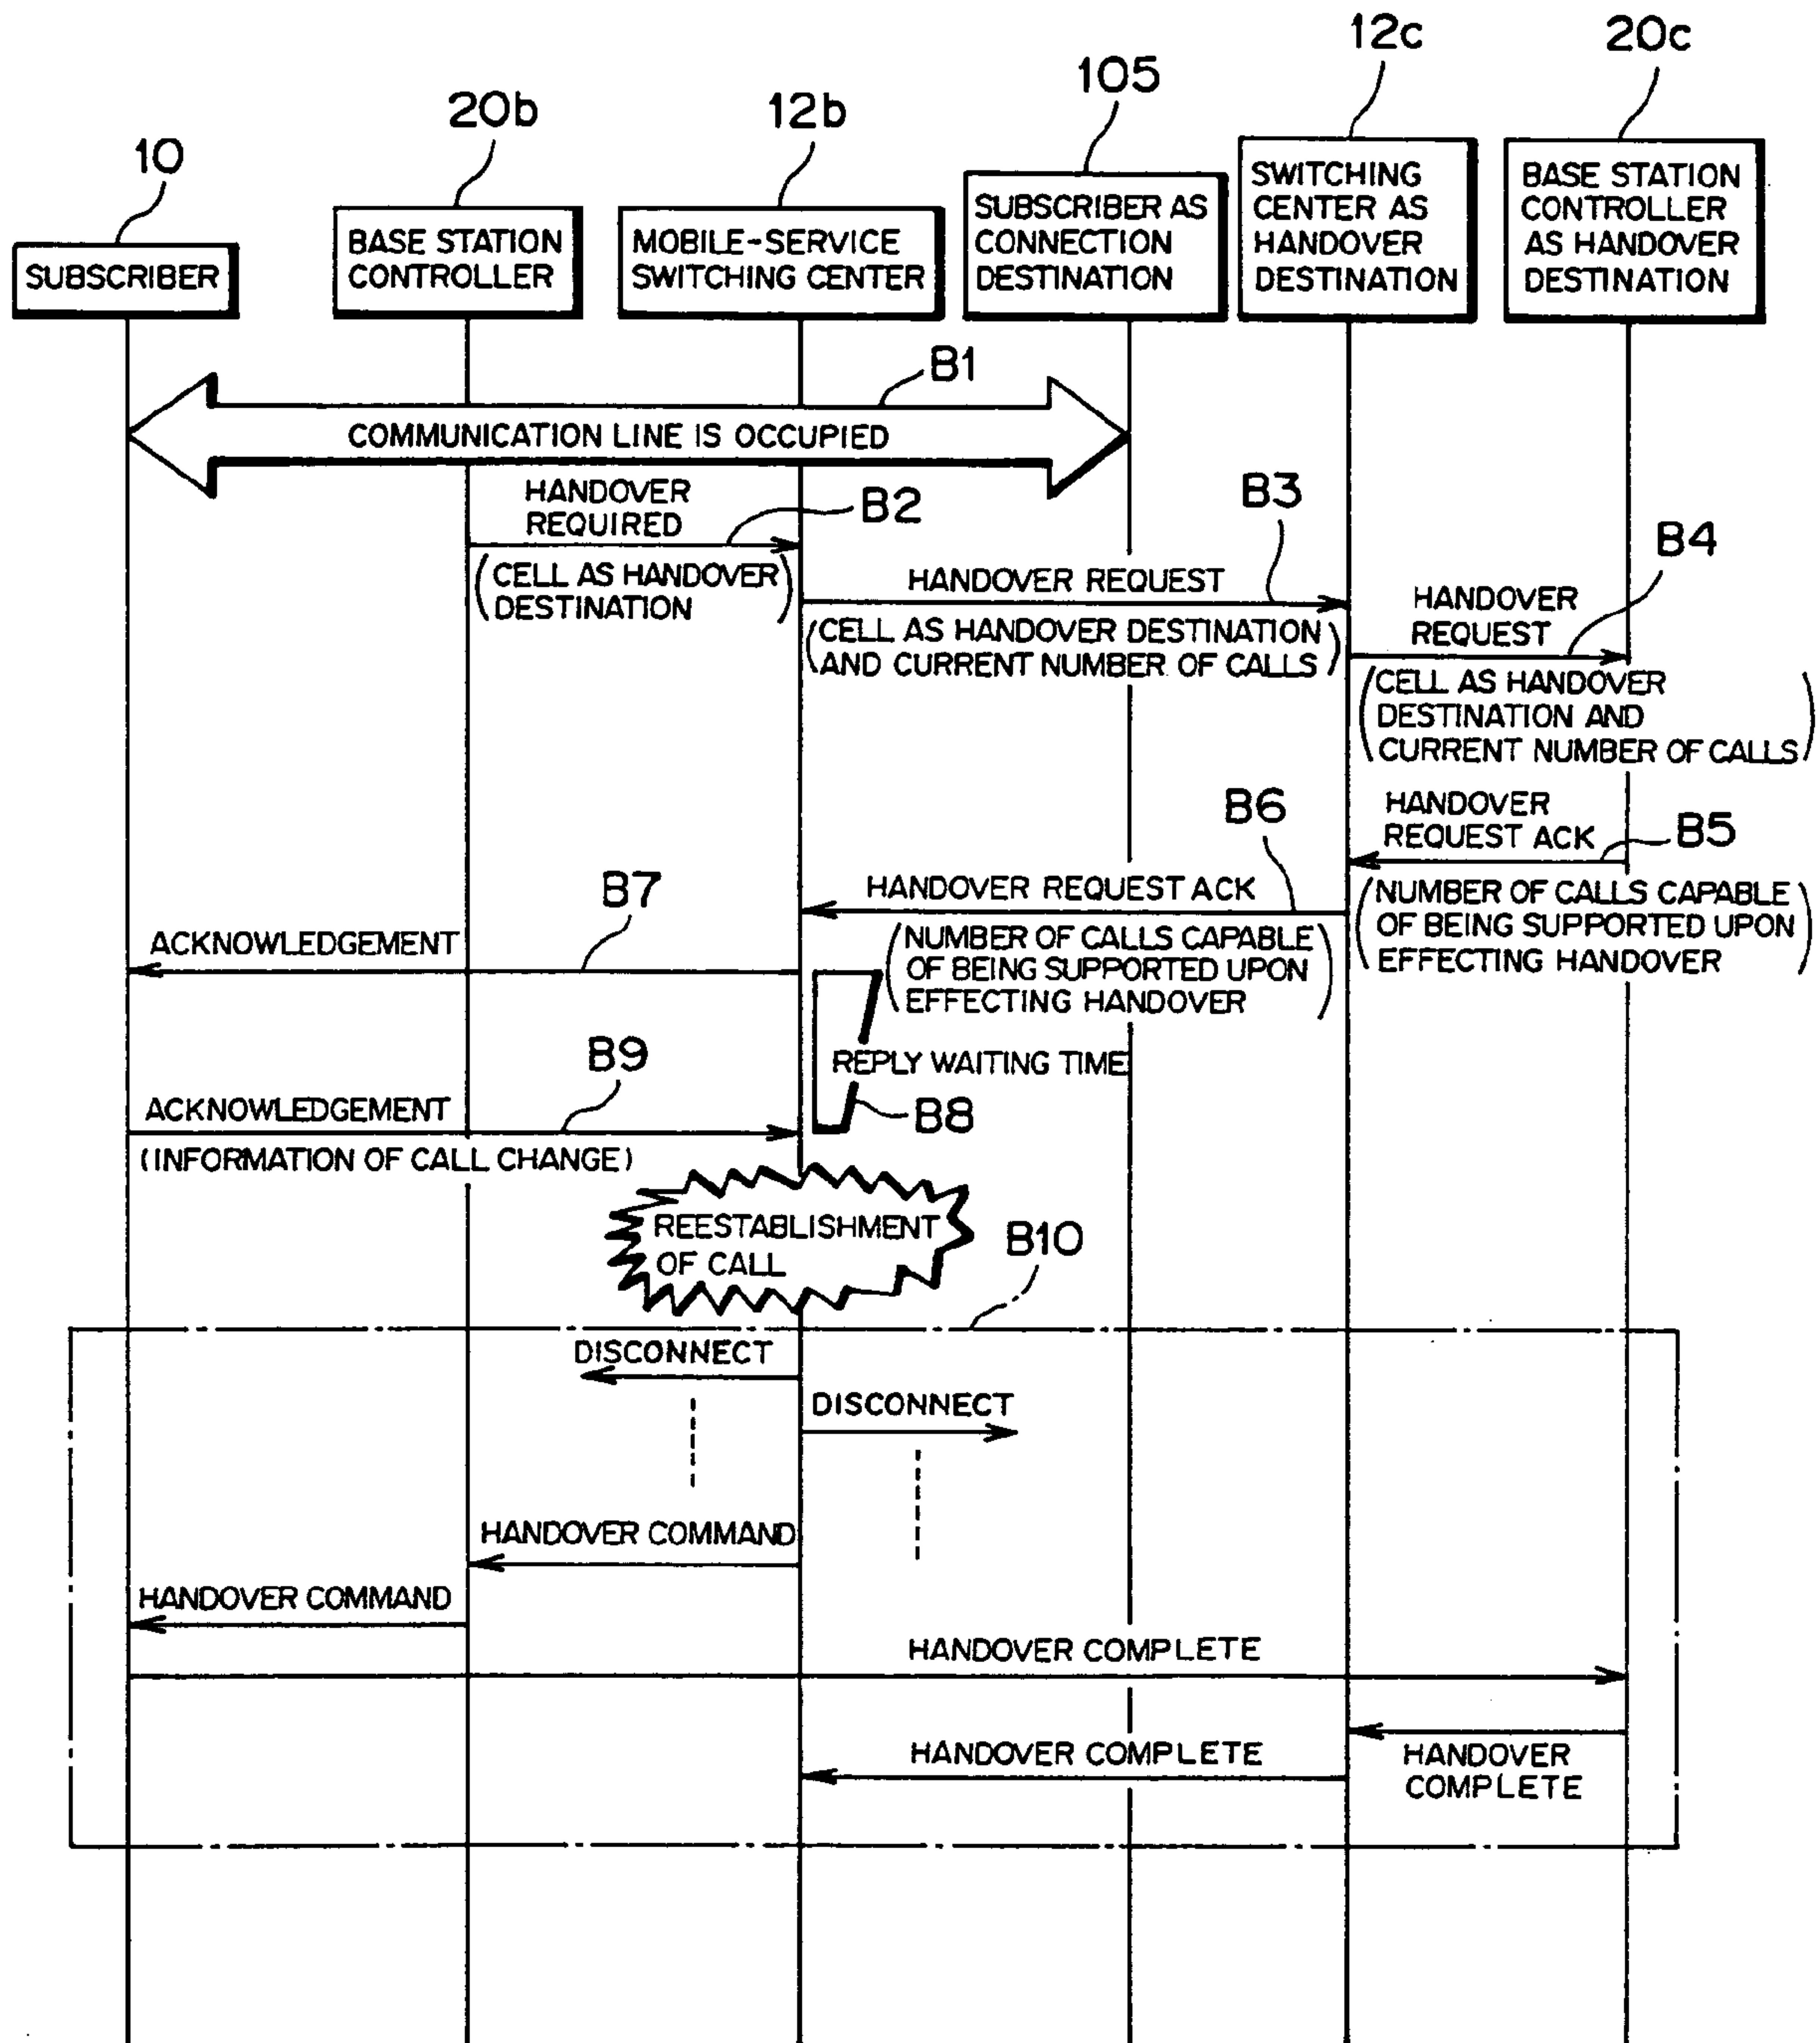 12c
20c
105
20b
12b
10
SUBSCRIBER
BASE STATION
CONTROLLER
MOBILE-SERVICE
SWITCHING CENTER
SUBSCRIBER AS
CONNECTION
DESTINATION
SWITCHING
CENTER AS
HANDOVER
DESTINATION
BASE STATION
CONTROLLER
AS HANDOVER
DESTINATION
B1
COMMUNICATION LINE IS OCCUPIED
HANDOVER
REQUIRED
B2
(CELL AS HANDOVER
DESTINATION)
B3
HANDOVER REQUEST
(CELL AS HANDOVER DESTINATION
AND CURRENT NUMBER OF CALLS)
B4
HANDOVER
REQUEST
(CELL AS HANDOVER
DESTINATION AND
CURRENT NUMBER OF CALLS)
HANDOVER
REQUEST ACK
B5
(NUMBER OF CALLS CAPABLE
OF BEING SUPPORTED UPON
EFFECTING HANDOVER)
B6
HANDOVER REQUEST ACK
(NUMBER OF CALLS CAPABLE
OF BEING SUPPORTED UPON
EFFECTING HANDOVER)
B7
ACKNOWLEDGEMENT
REPLY WAITING TIME
B8
B9
ACKNOWLEDGEMENT
(INFORMATION OF CALL CHANGE)
REESTABLISHMENT
OF CALL
B10
DISCONNECT
DISCONNECT
HANDOVER COMMAND
HANDOVER COMMAND
HANDOVER COMPLETE
HANDOVER
COMPLETE
HANDOVER COMPLETE